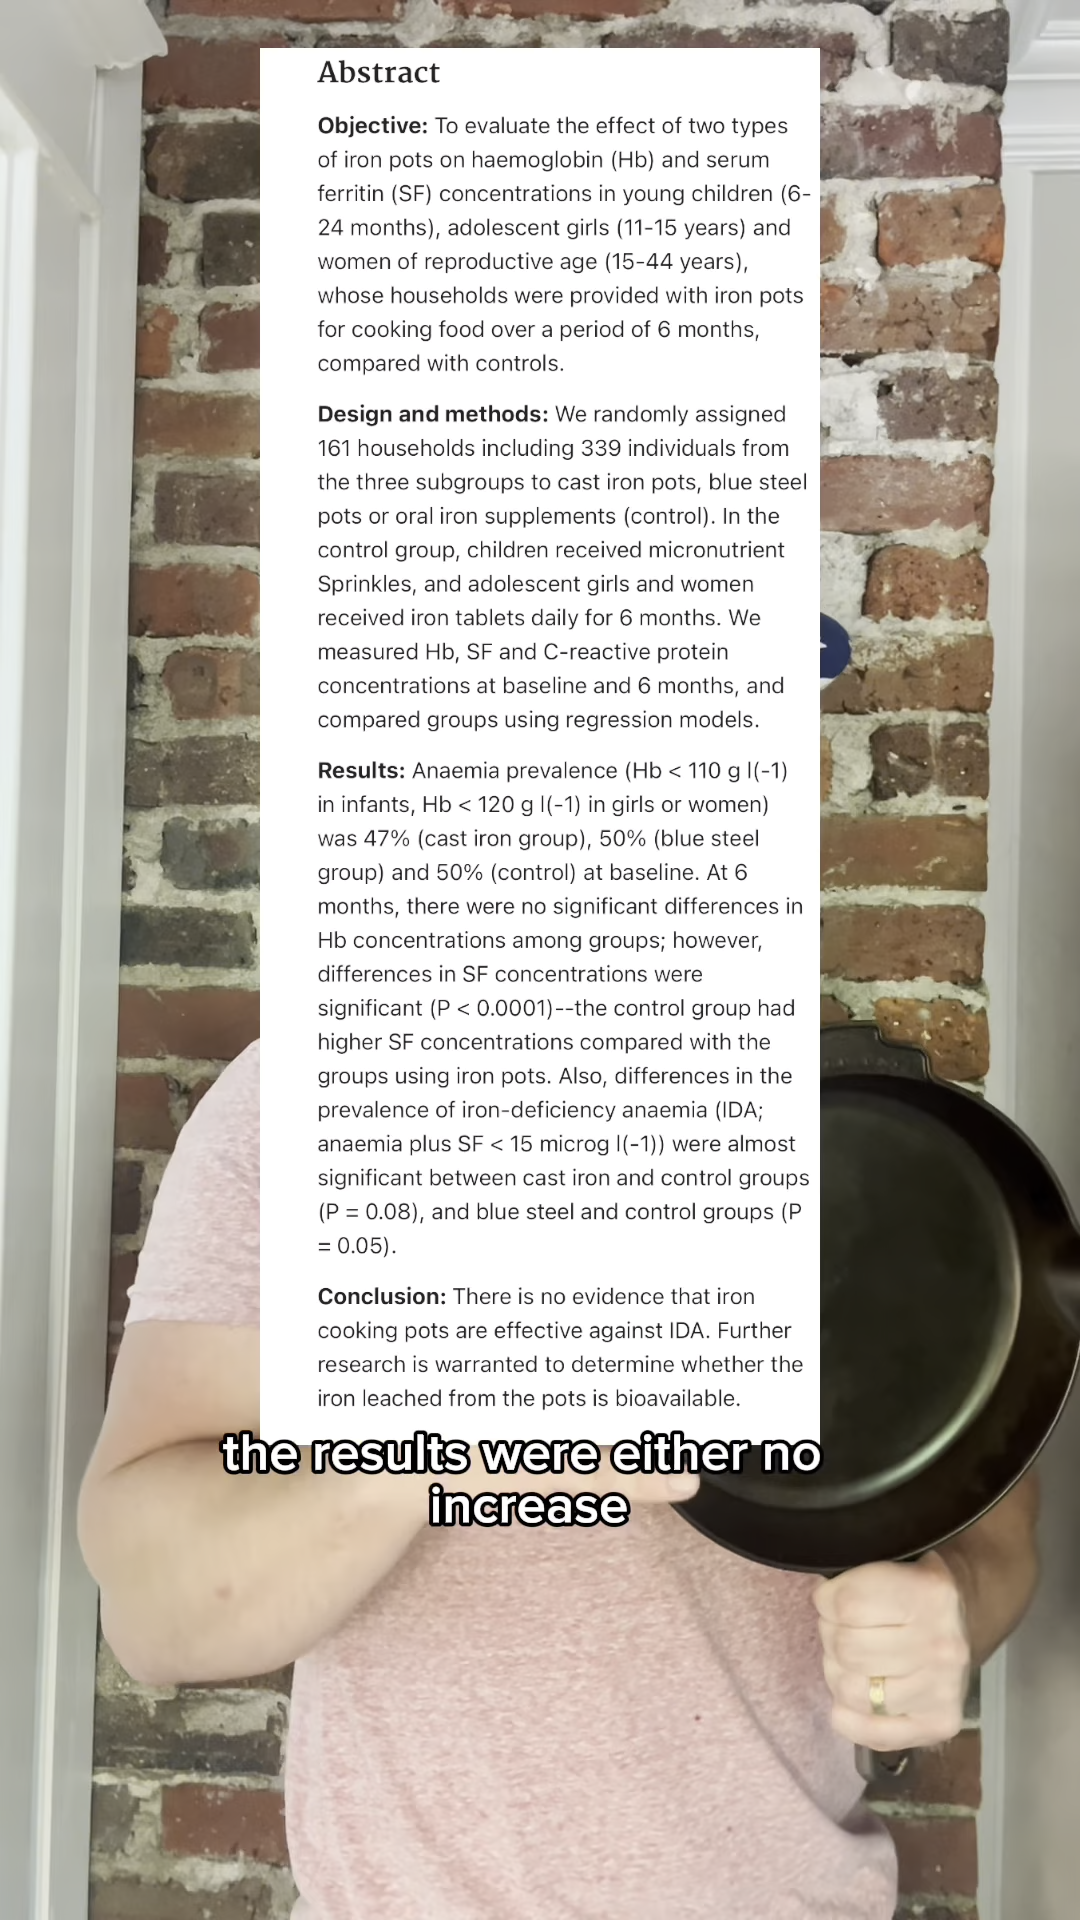 Abstract
Objective: To evaluate the effect of two types
of iron pots on haemoglobin (Hb) and serum
ferritin (SF) concentrations in young children (6-
24 months), adolescent girls (11-15 years) and
women of reproductive age (15-44 years),
whose households were provided with iron pots
for cooking food over a period of 6 months,
compared with controls.
Design and methods: We randomly assigned
161 households including 339 individuals from
the three subgroups to cast iron pots, blue steel
pots or oral iron supplements (control). In the
control group, children received micronutrient
Sprinkles, and adolescent girls and women
received iron tablets daily for 6 months. We
measured Hb, SF and C-reactive protein
concentrations at baseline and 6 months, and
compared groups using regression models.
Results: Anaemia prevalence (Hb < 110 g l(-1)
in infants, Hb < 120 g l(-1) in girls or women)
was 47% (cast iron group), 50% (blue steel
group) and 50% (control) at baseline. At 6
months, there were no significant differences in
Hb concentrations among groups; however,
differences in SF concentrations were
significant (P < 0.0001)--the control group had
higher SF concentrations compared with the
groups using iron pots. Also, differences in the
prevalence of iron-deficiency anaemia (IDA;
anaemia plus SF < 15 microg l(-1)) were almost
significant between cast iron and control groups
(P = 0.08), and blue steel and control groups (P
= 0.05).
Conclusion: There is no evidence that iron
cooking pots are effective against IDA. Further
research is warranted to determine whether the
iron leached from the pots is bioavailable.
the results were either no
increase